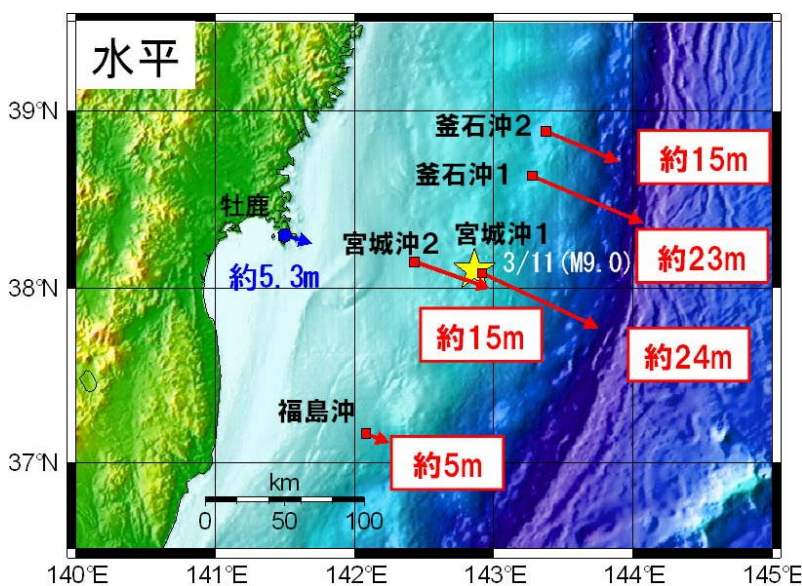 水平
39°N
釜石沖2
約15m
釜石沖1
牡鹿
宮城沖2
宮城沖1
3/11(M9.0)
約23m
約5.3m
38°N
約15m
約24m
福島沖
37°N
約5m
km
0 50 100
140°E 141°E 142°E 143°E 144°E 145°E